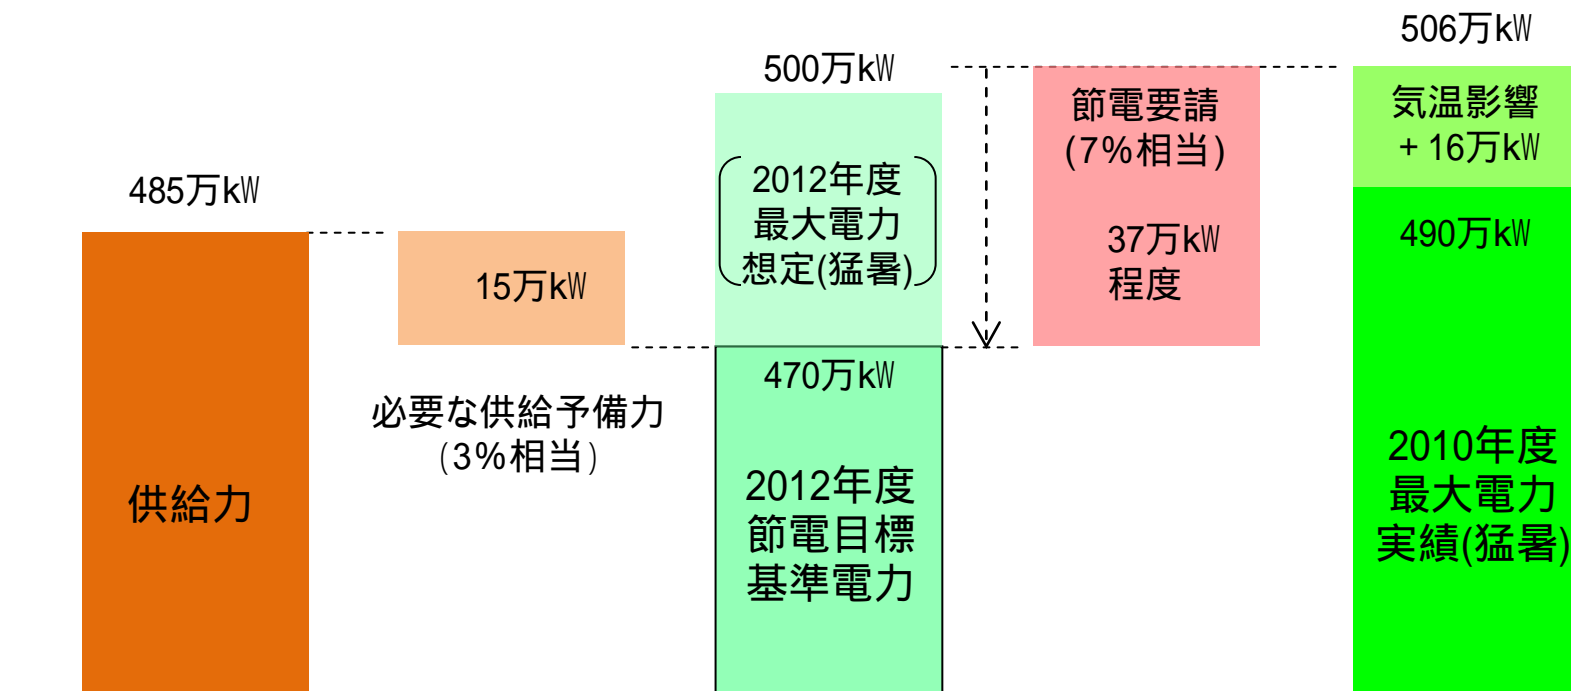 485万kW
供給力
15万kW
必要な供給予備力
(3%相当)
500万kW
2012年度
最大電力
想定(猛暑)
470万kW
2012年度
節電目標
基準電力
節電要請
(7%相当)
37万kW
程度
506万kW
気温影響
+16万kW
490万kW
2010年度
最大電力
実績(猛暑)